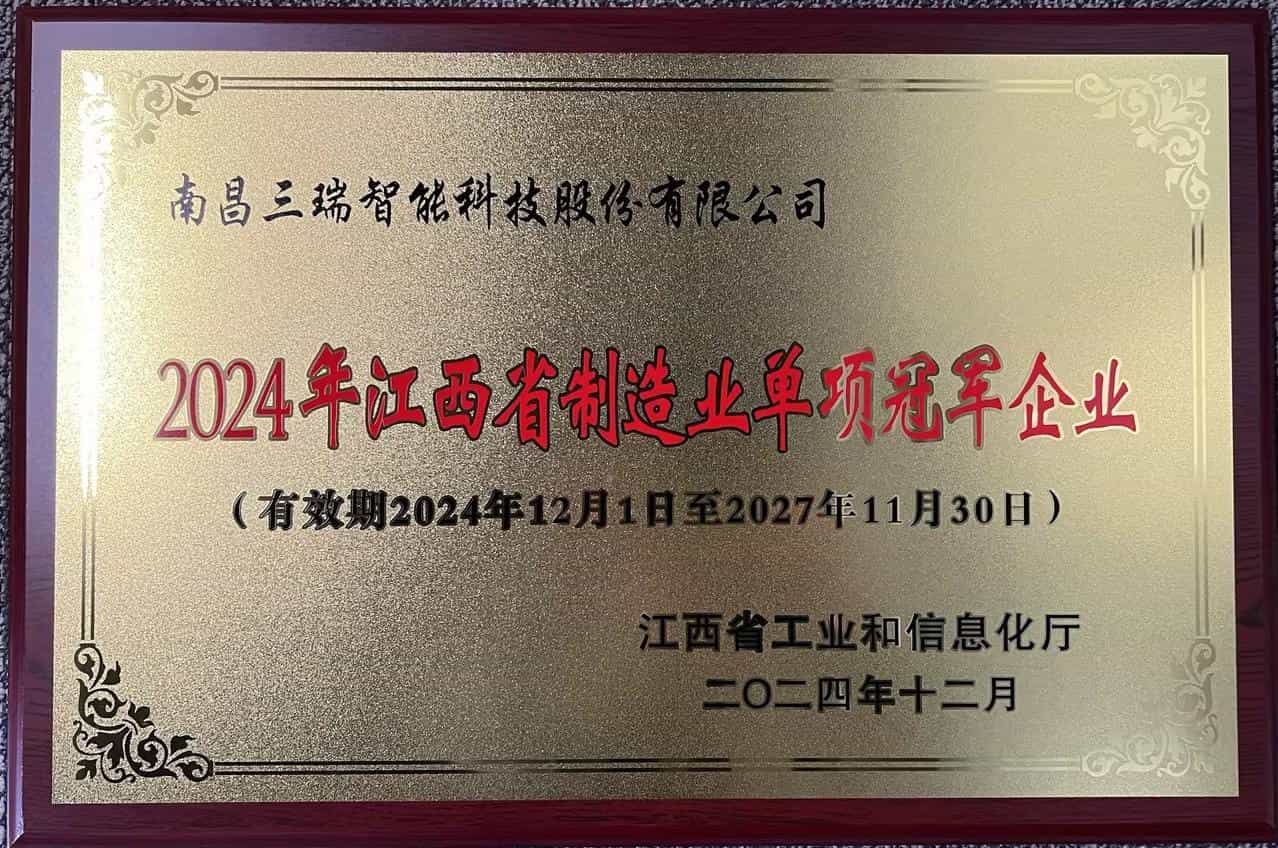 南昌三瑞智能科技股份有限公司
2024年江西省制造业单项冠军企业
（有效期2024年12月1日至2027年11月30日）
江西省工业和信息化厅
二〇二四年十二月